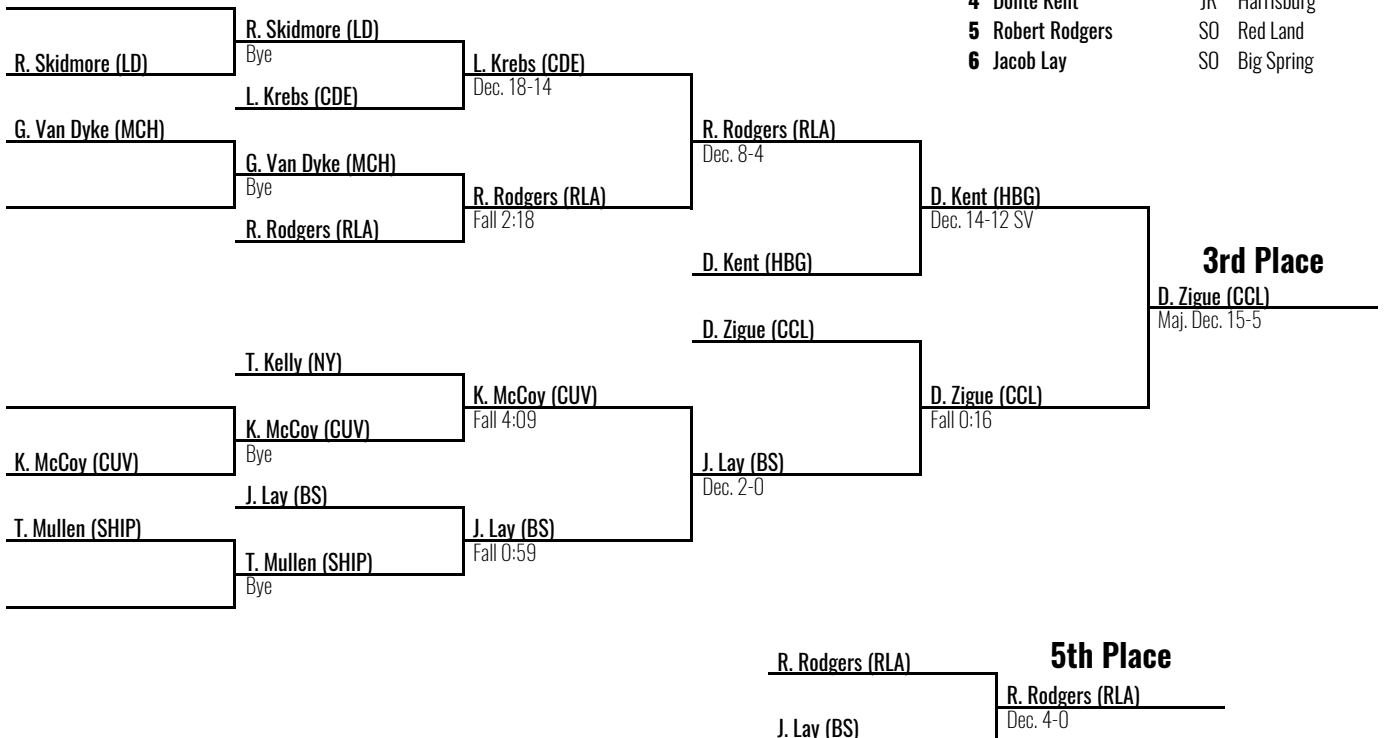 4 Donte Kent JR Harrisburg
5 Robert Rodgers SO Red Land
6 Jacob Lay SO Big Spring
R. Skidmore (LD)
R. Skidmore (LD)
Bye
L. Krebs (CDE)
L. Krebs (CDE)
Dec. 18-14
G. Van Dyke (MCH)
G. Van Dyke (MCH)
Bye
R. Rodgers (RLA)
R. Rodgers (RLA)
Fall 2:18
R. Rodgers (RLA)
Dec. 8-4
D. Kent (HBG)
D. Kent (HBG)
Dec. 14-12 SV
3rd Place
D. Zigue (CCL)
Maj. Dec. 15-5
D. Zigue (CCL)
D. Zigue (CCL)
Fall 0:16
T. Kelly (NY)
K. McCoy (CUV)
Fall 4:09
K. McCoy (CUV)
Bye
K. McCoy (CUV)
J. Lay (BS)
Dec. 2-0
J. Lay (BS)
J. Lay (BS)
Fall 0:59
T. Mullen (SHIP)
T. Mullen (SHIP)
Bye
5th Place
R. Rodgers (RLA)
R. Rodgers (RLA)
Dec. 4-0
J. Lay (BS)